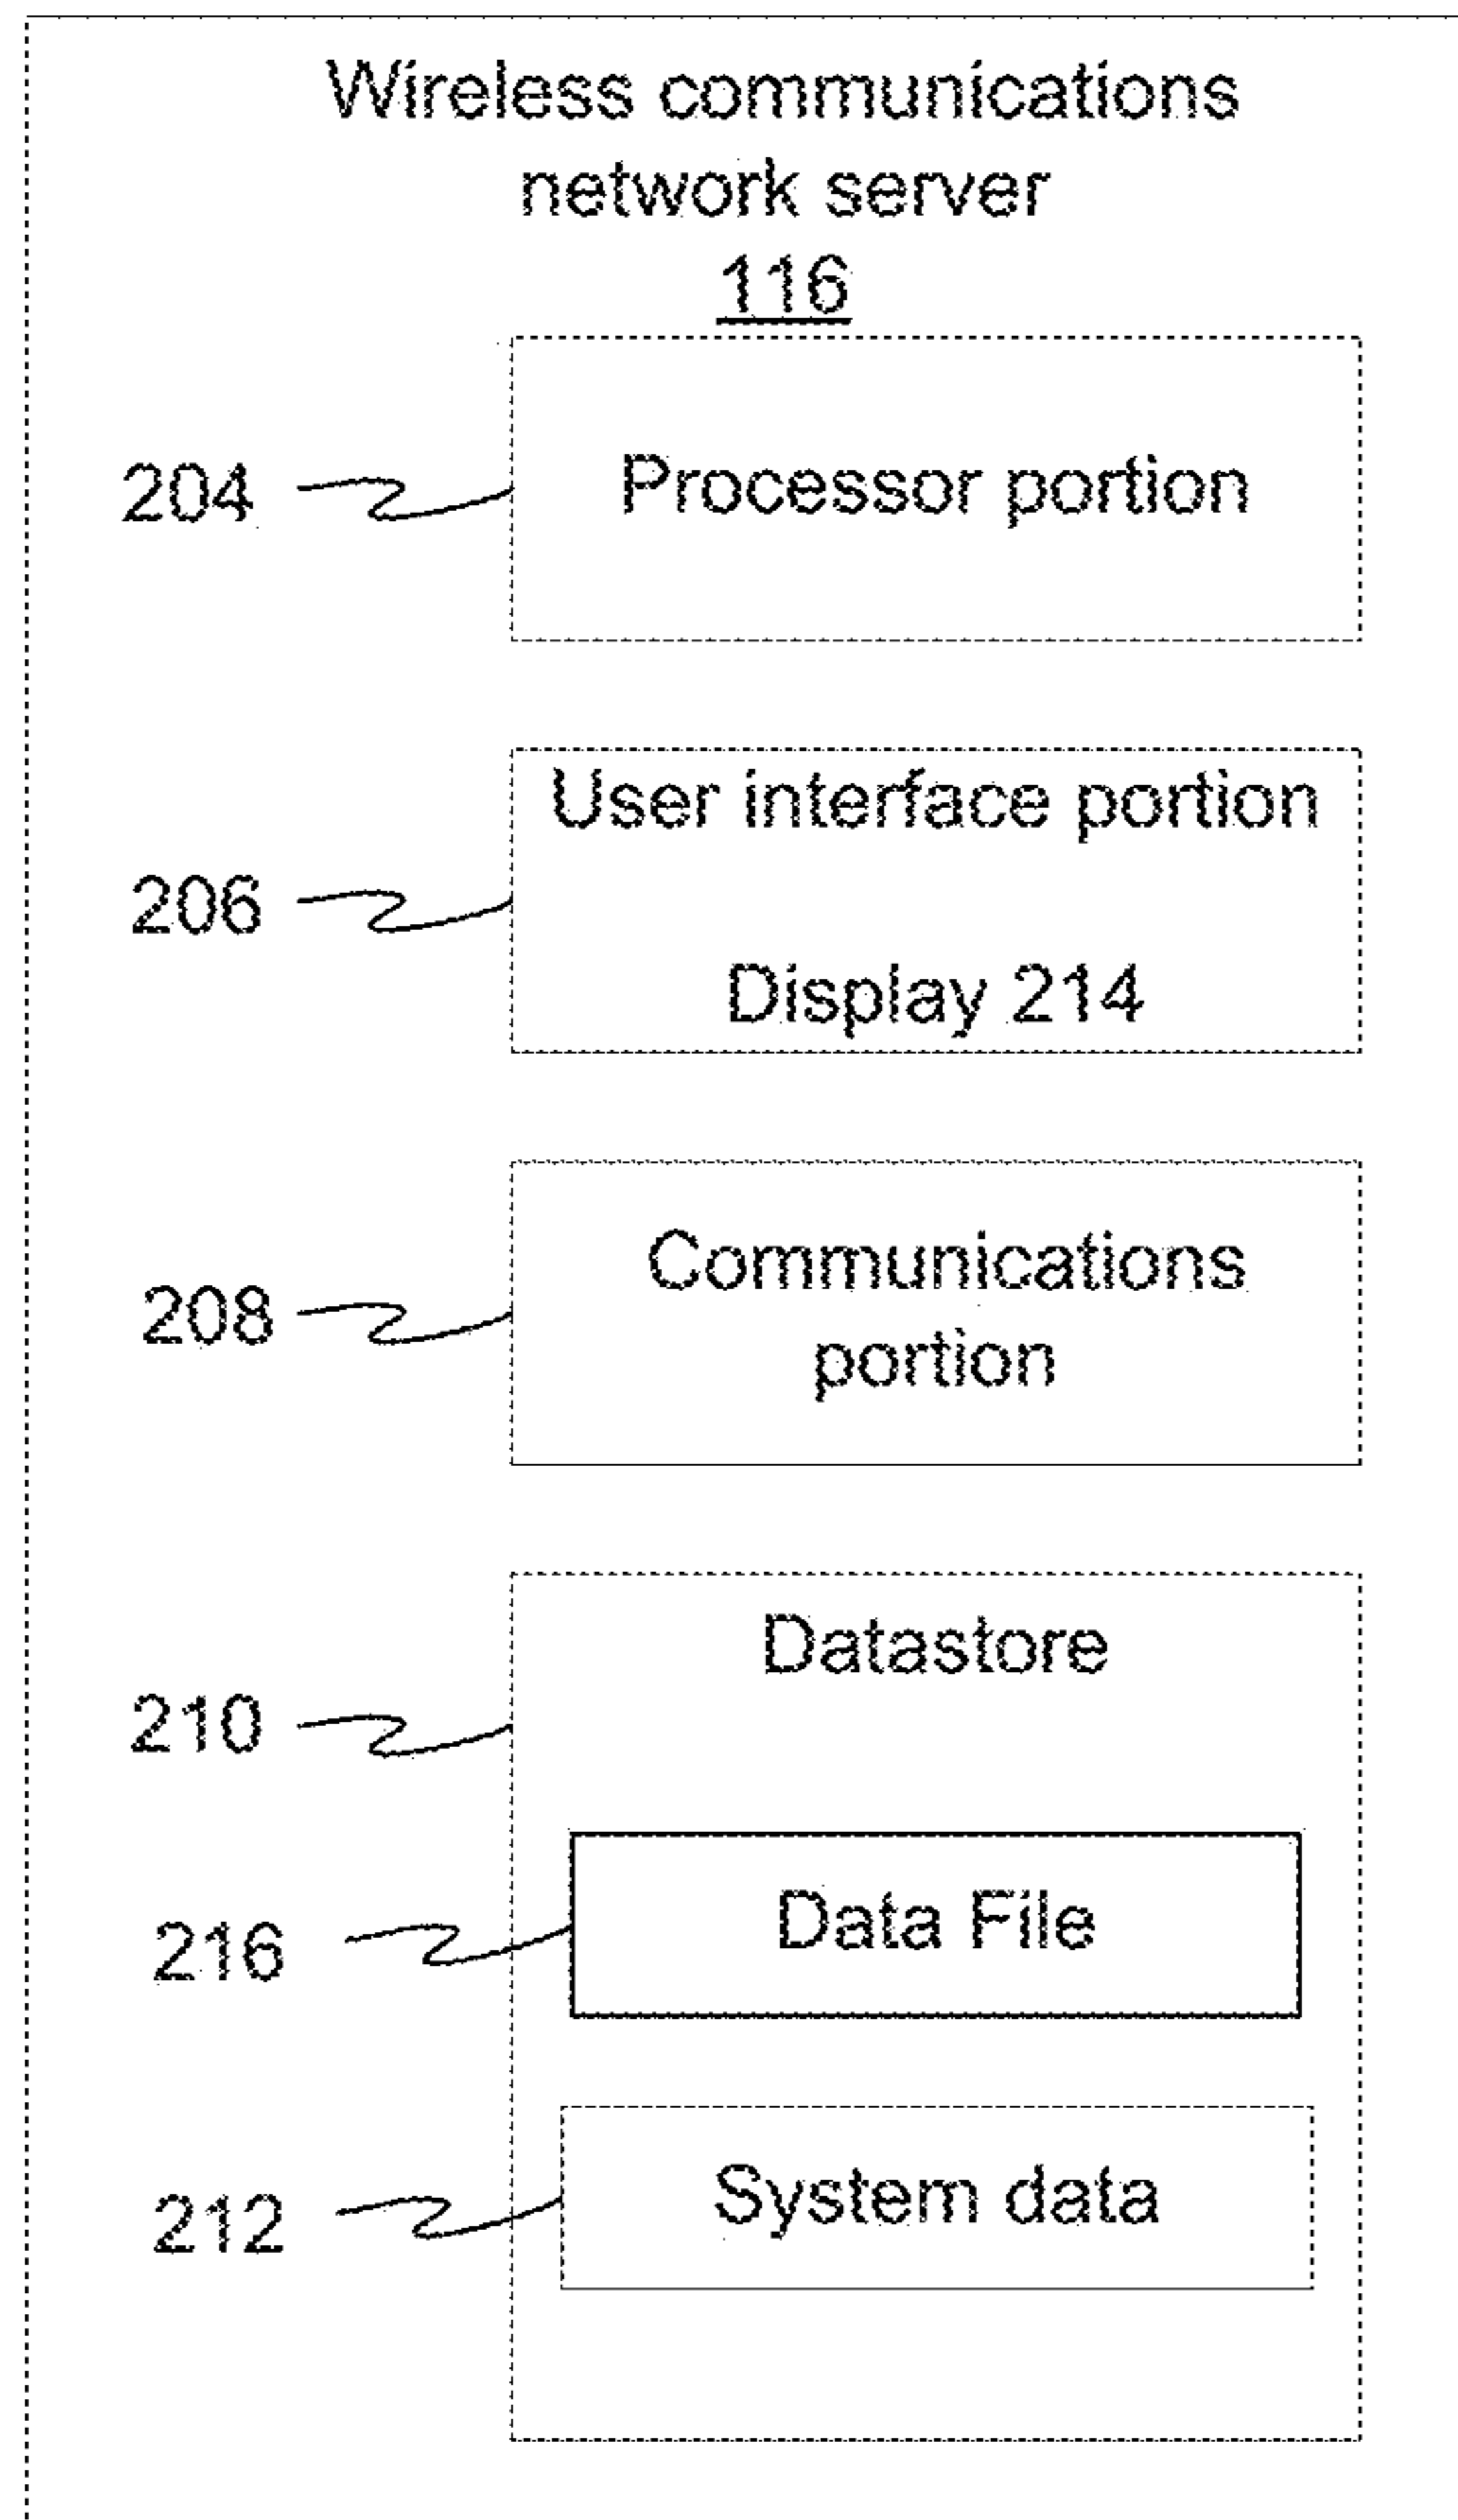 Wireless communications
network server
116
204
Processor portion
User interface portion
206
Display 214
Communications
208
portion
Datastore
210
Data File
216
System data
212